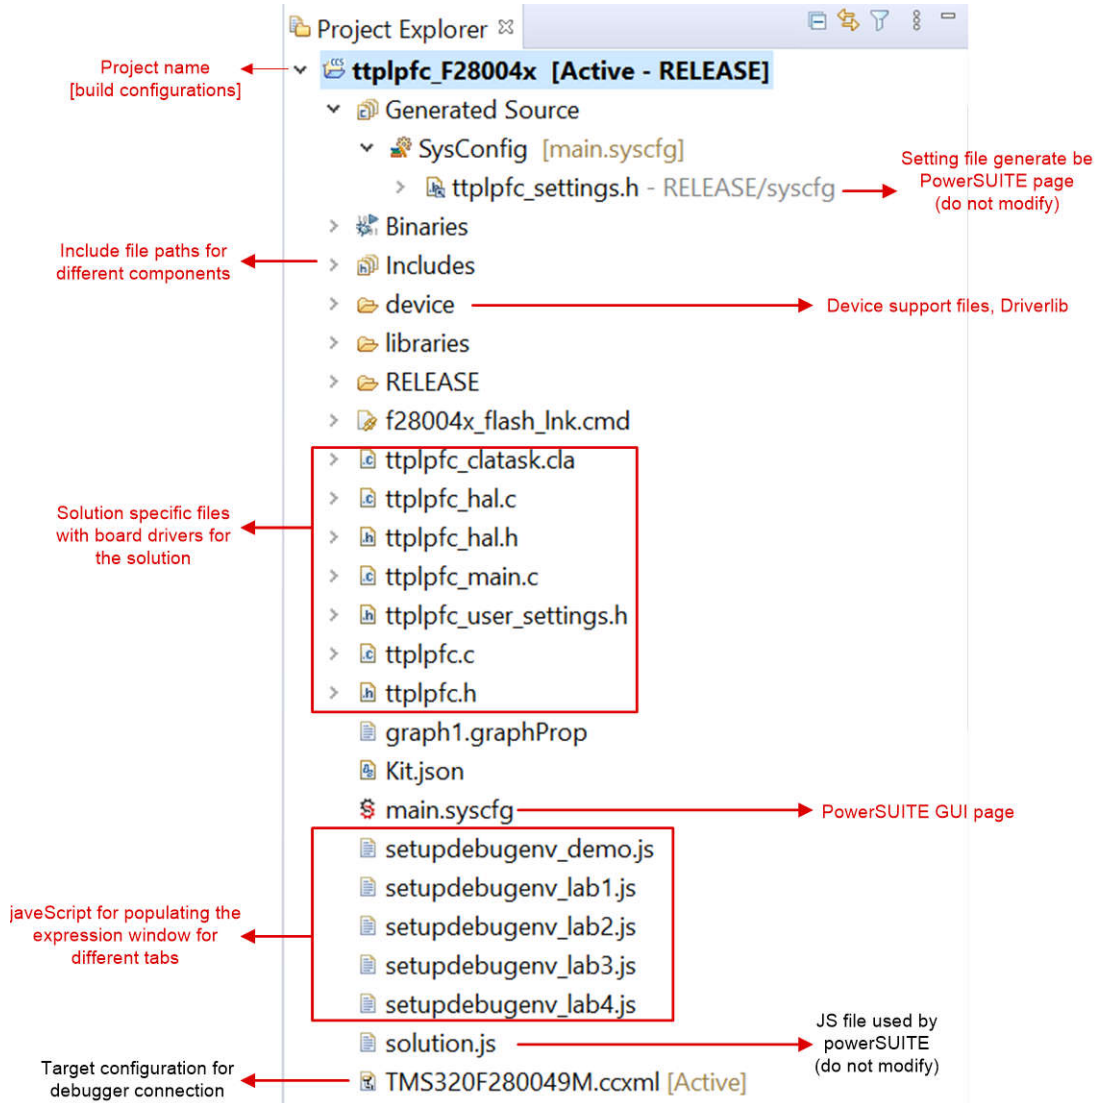 Project Explorer
Project name
[build configurations]
ttplpfc_F28004x [Active - RELEASE]
Generated Source
SysConfig [main.syscfg]
ttplpfc_settings.h - RELEASE/syscfg
Setting file generate be
PowerSUITE page
(do not modify)
Binaries
Include file paths for
different components
Includes
device
Device support files, Driverlib
libraries
RELEASE
f28004x_flash_lnk.cmd
ttplpfc_clatask.cla
ttplpfc_hal.c
Solution specific files
with board drivers for
the solution
ttplpfc_hal.h
ttplpfc_main.c
ttplpfc_user_settings.h
ttplpfc.c
ttplpfc.h
graph1.graphProp
Kit.json
main.syscfg
PowerSUITE GUI page
setupdebugenv_demo.js
setupdebugenv_lab1.js
javeScript for populating the
expression window for
different tabs
setupdebugenv_lab2.js
setupdebugenv_lab3.js
setupdebugenv_lab4.js
solution.js
JS file used by
powerSUITE
(do not modify)
Target configuration for
debugger connection
TMS320F280049M.ccxml [Active]